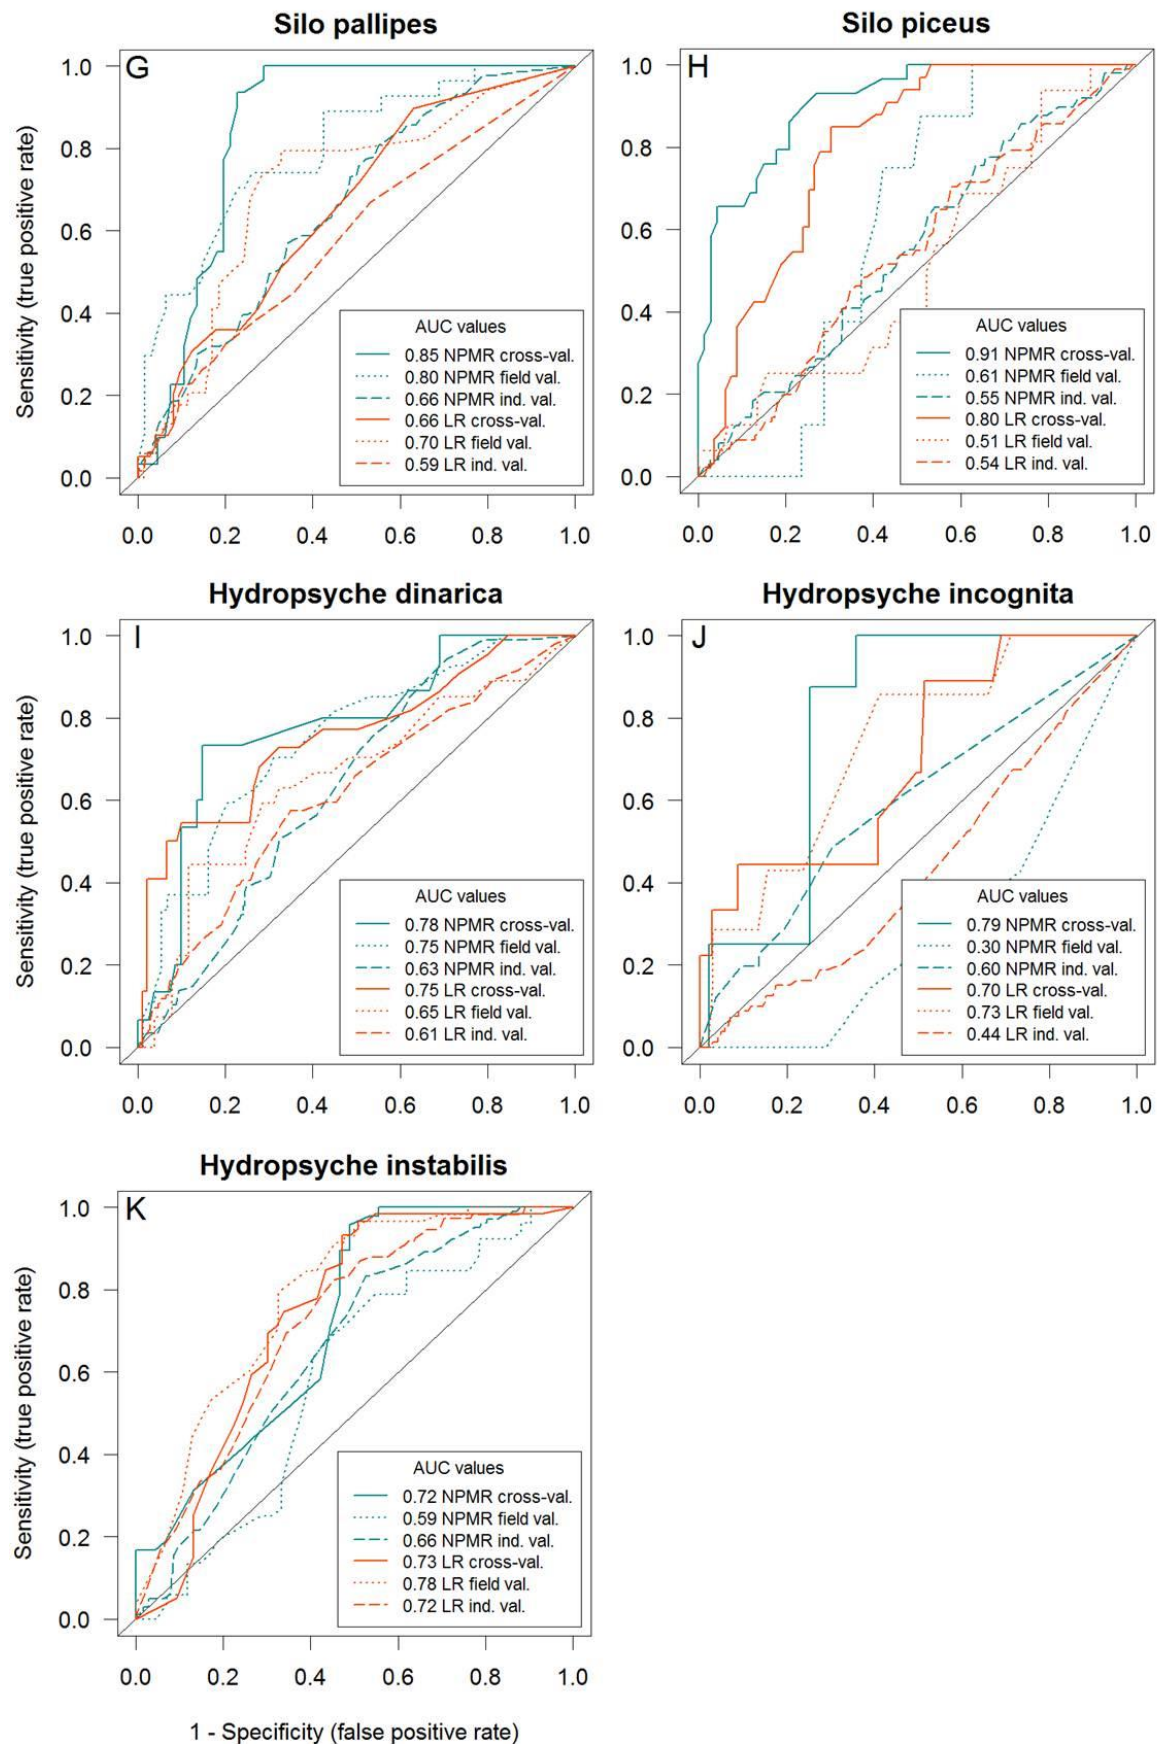 Silo pallipes
G
Sensitivity (true positive rate)
1.0
0.8
0.6
0.4
0.2
0.0
AUC values
0.85 NPMR cross-val.
0.80 NPMR field val.
0.66 NPMR ind. val.
0.66 LR cross-val.
0.70 LR field val.
0.59 LR ind. val.
0.0 0.2 0.4 0.6 0.8 1.0
Silo piceus
H
1.0
0.8
0.6
0.4
0.2
0.0
AUC values
0.91 NPMR cross-val.
0.61 NPMR field val.
0.55 NPMR ind. val.
0.80 LR cross-val.
0.51 LR field val.
0.54 LR ind. val.
0.0 0.2 0.4 0.6 0.8 1.0
Hydropsyche dinarica
I
Sensitivity (true positive rate)
1.0
0.8
0.6
0.4
0.2
0.0
AUC values
0.78 NPMR cross-val.
0.75 NPMR field val.
0.63 NPMR ind. val.
0.75 LR cross-val.
0.65 LR field val.
0.61 LR ind. val.
0.0 0.2 0.4 0.6 0.8 1.0
Hydropsyche incognita
J
1.0
0.8
0.6
0.4
0.2
0.0
AUC values
0.79 NPMR cross-val.
0.30 NPMR field val.
0.60 NPMR ind. val.
0.70 LR cross-val.
0.73 LR field val.
0.44 LR ind. val.
0.0 0.2 0.4 0.6 0.8 1.0
Hydropsyche instabilis
K
Sensitivity (true positive rate)
1.0
0.8
0.6
0.4
0.2
0.0
AUC values
0.72 NPMR cross-val.
0.59 NPMR field val.
0.66 NPMR ind. val.
0.73 LR cross-val.
0.78 LR field val.
0.72 LR ind. val.
0.0 0.2 0.4 0.6 0.8 1.0
1 - Specificity (false positive rate)